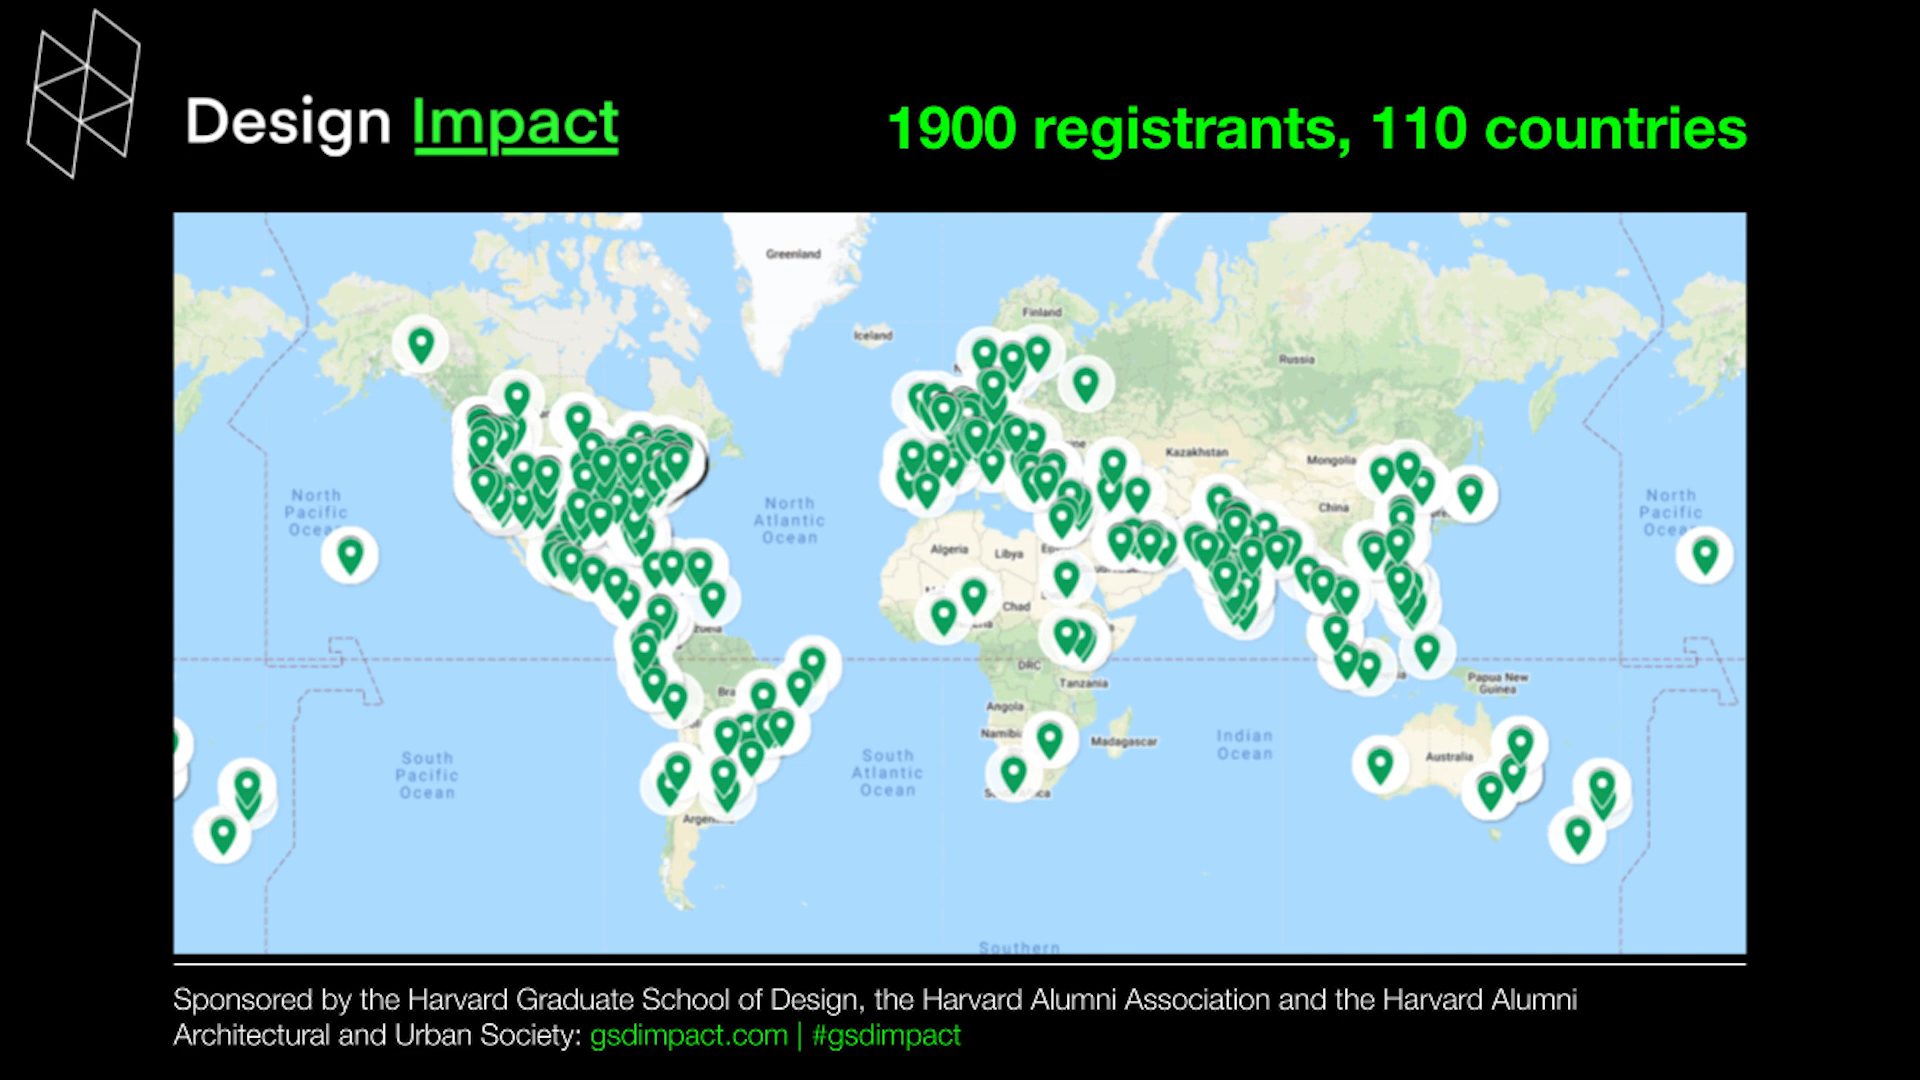 Design Impact
1900 registrants, 110 countries
Greenland
Finland
Iceland
Russia
Kazakhstan
Mongolia
North
Pacific
North
Atlantic
Ocean
China
North
Pacific
Algeria
Libya
Chad
DRC
Tanzania
Papua New
Guinea
Angola
Madagascar
Indian
Ocean
Australia
South
Pacific
Ocean
South
Atlantic
Ocean
Southern
Sponsored by the Harvard Graduate School of Design, the Harvard Alumni Association and the Harvard Alumni
Architectural and Urban Society: gsdimpact.com | #gsdimpact